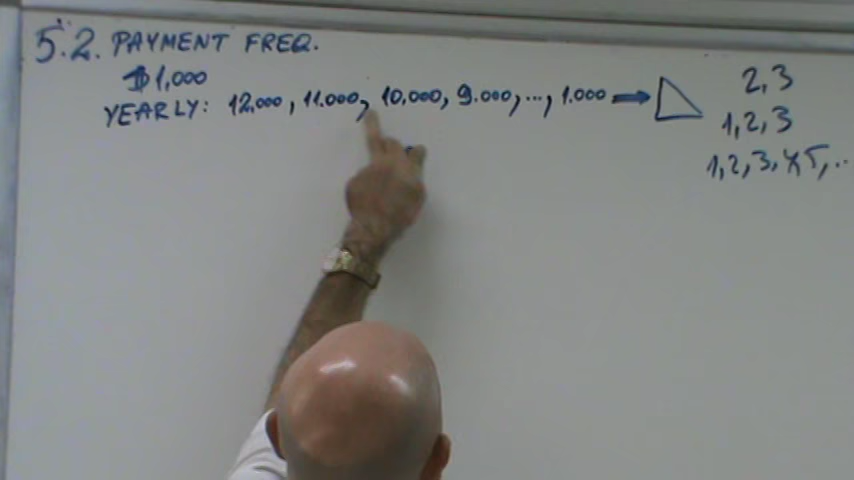 5.2. PAYMENT FREQ.
$1,000
YEARLY: 12.000, 11.000, 10.000, 9.000, ..., 1.000
2,3
1,2,3
1,2,3,4,5,..